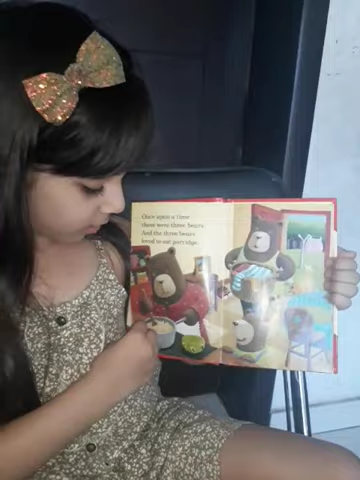 Once upon a time
there were three bears.
And the three bears
loved to eat porridge.